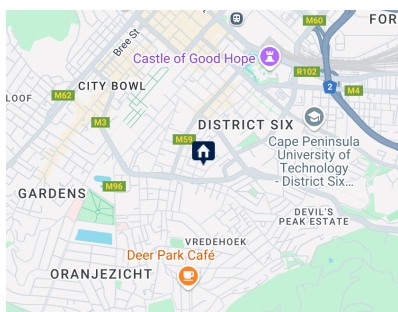 M60
FOR
Bree St
Castle of Good Hope
R102
CITY BOWL
2
M4
LOOF
M62
M3
DISTRICT SIX
M59
Cape Peninsula
University of
Technology
- District Six...
M96
GARDENS
DEVIL'S
PEAK ESTATE
VREDEHOEK
Deer Park Café
ORANJEZICHT